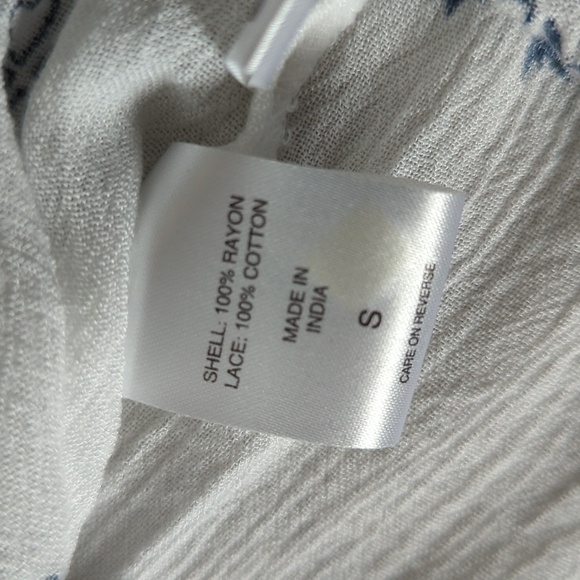 SHELL: 100% RAYON
LACE: 100% COTTON
MADE IN
INDIA
S
CARE ON REVERSE